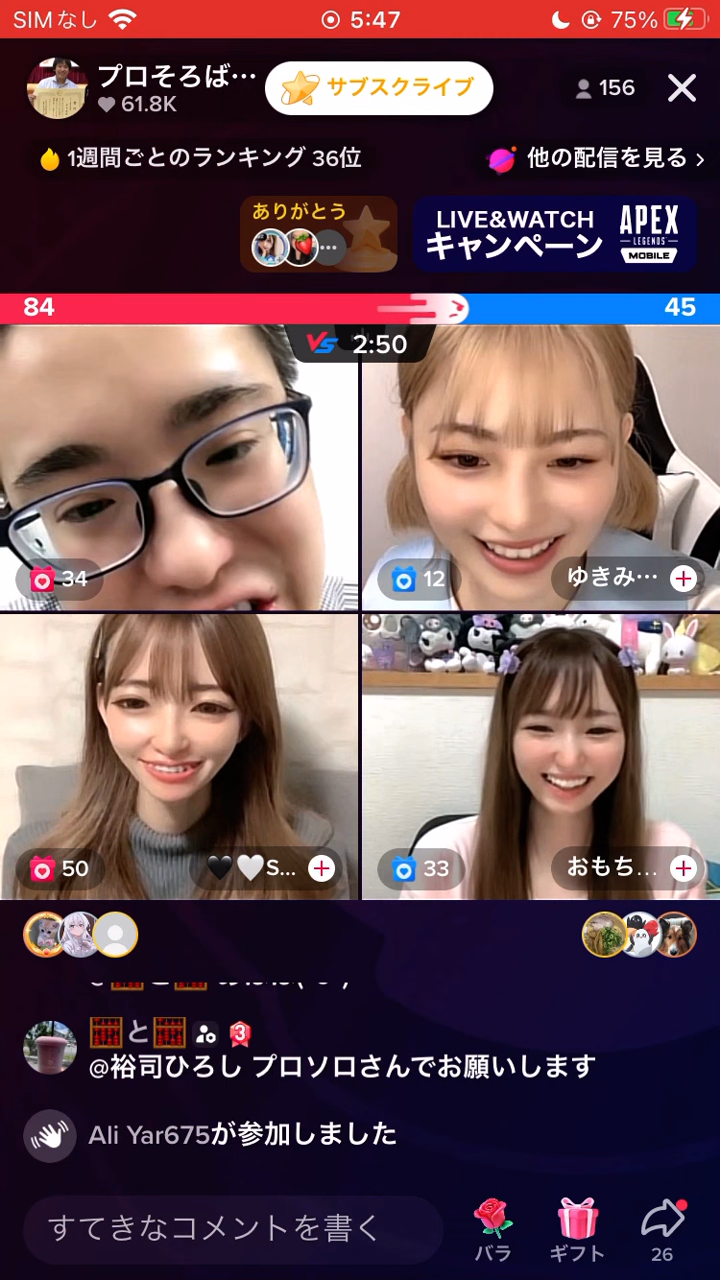 SIMなし 5:47 75%
プロそろば… サブスクライブ 156
61.8K
1週間ごとのランキング 36位 他の配信を見る
ありがとう
LIVE&WATCH
キャンペーン
APEX
LEGENDS
MOBILE
84 45
VS 2:50
34
12 ゆきみ…
50 🖤🤍S...
33 おもち...
🧮と🧮 3
@裕司ひろし プロソロさんでお願いします
Ali Yar675が参加しました
すてきなコメントを書く
バラ ギフト 26